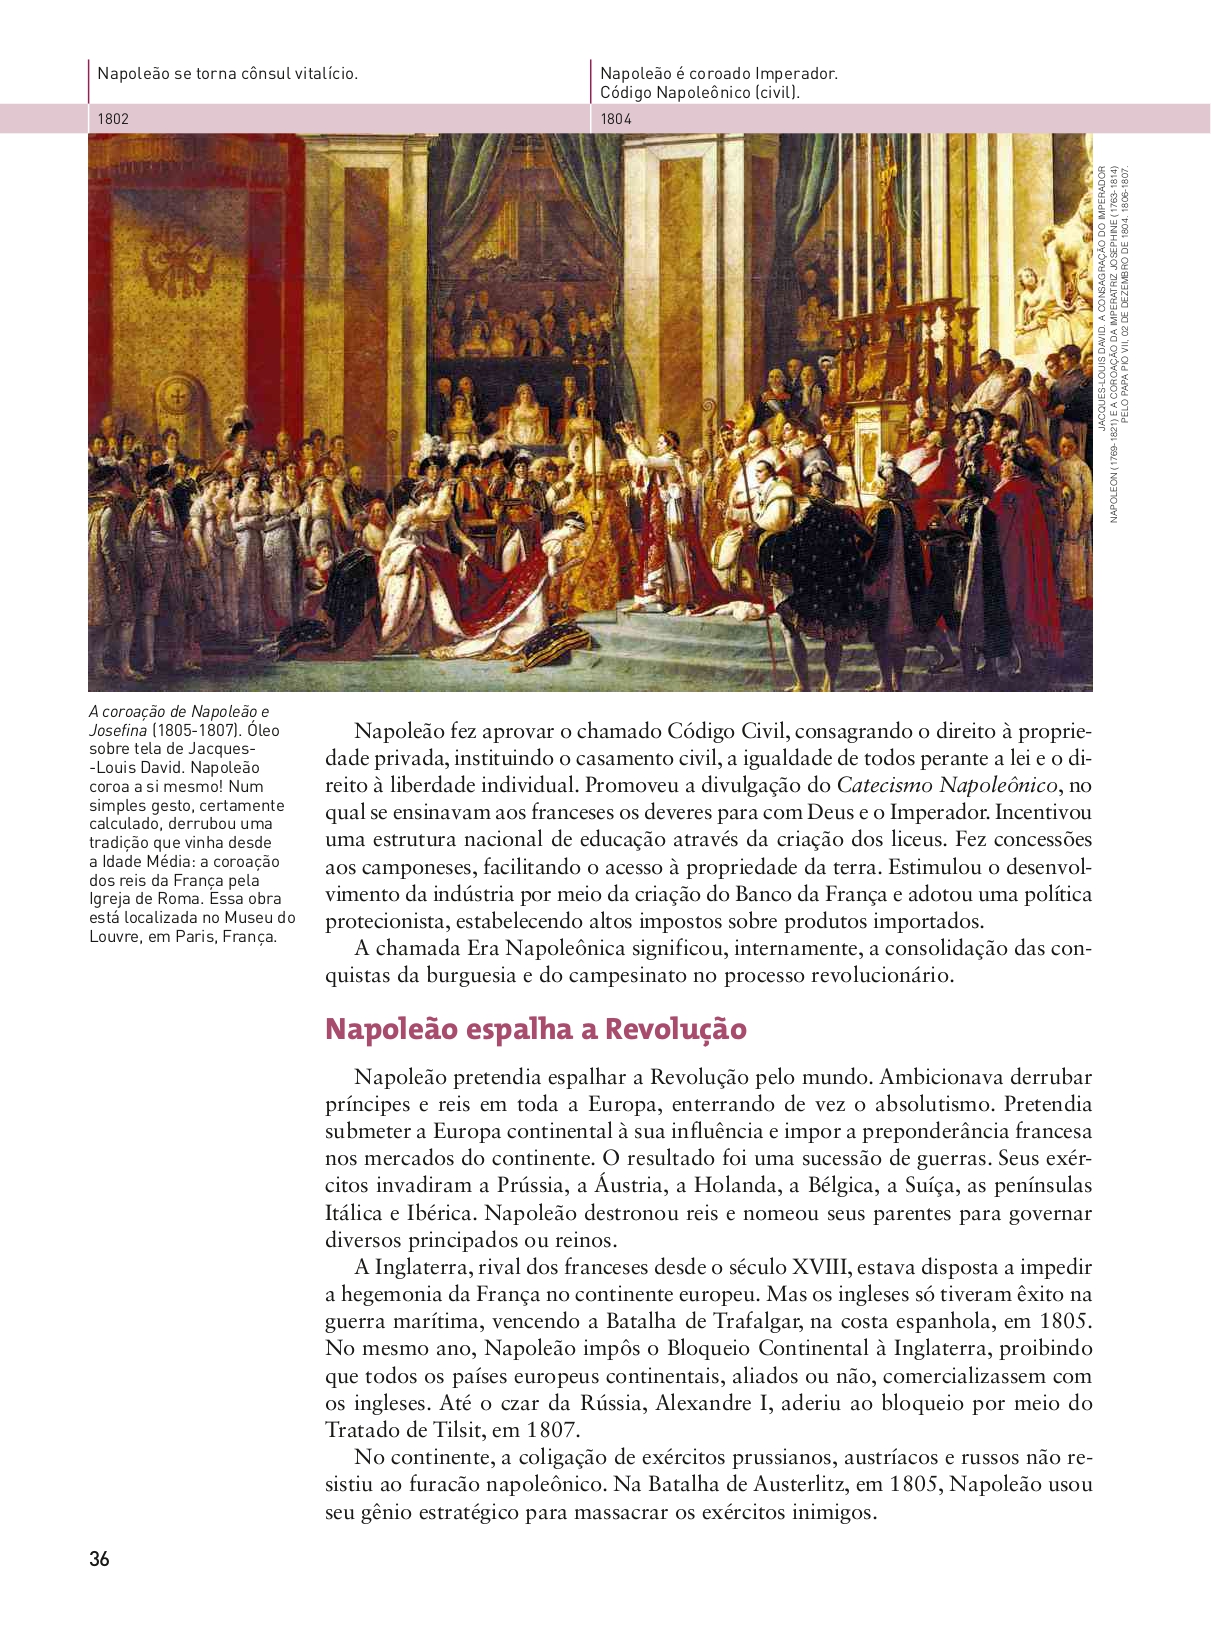 Napoleão se torna cônsul vitalício.
1802
Napoleão é coroado Imperador.
Código Napoleônico (civil).
1804
JACQUES-LOUIS DAVID. A CONSAGRAÇÃO DO IMPERADOR
NAPOLEON (1769-1821) E A COROAÇÃO DA IMPERATRIZ JOSEPHINE (1763-1814)
PELO PAPA PIO VII, 02 DE DEZEMBRO DE 1804. 1806-1807.
A coroação de Napoleão e
Josefina (1805-1807). Óleo
sobre tela de Jacques-
-Louis David. Napoleão
coroa a si mesmo! Num
simples gesto, certamente
calculado, derrubou uma
tradição que vinha desde
a Idade Média: a coroação
dos reis da França pela
Igreja de Roma. Essa obra
está localizada no Museu do
Louvre, em Paris, França.
Napoleão fez aprovar o chamado Código Civil, consagrando o direito à proprie-
dade privada, instituindo o casamento civil, a igualdade de todos perante a lei e o di-
reito à liberdade individual. Promoveu a divulgação do Catecismo Napoleônico, no
qual se ensinavam aos franceses os deveres para com Deus e o Imperador. Incentivou
uma estrutura nacional de educação através da criação dos liceus. Fez concessões
aos camponeses, facilitando o acesso à propriedade da terra. Estimulou o desenvol-
vimento da indústria por meio da criação do Banco da França e adotou uma política
protecionista, estabelecendo altos impostos sobre produtos importados.
A chamada Era Napoleônica significou, internamente, a consolidação das con-
quistas da burguesia e do campesinato no processo revolucionário.
Napoleão espalha a Revolução
Napoleão pretendia espalhar a Revolução pelo mundo. Ambicionava derrubar
príncipes e reis em toda a Europa, enterrando de vez o absolutismo. Pretendia
submeter a Europa continental à sua influência e impor a preponderância francesa
nos mercados do continente. O resultado foi uma sucessão de guerras. Seus exér-
citos invadiram a Prússia, a Áustria, a Holanda, a Bélgica, a Suíça, as penínsulas
Itálica e Ibérica. Napoleão destronou reis e nomeou seus parentes para governar
diversos principados ou reinos.
A Inglaterra, rival dos franceses desde o século XVIII, estava disposta a impedir
a hegemonia da França no continente europeu. Mas os ingleses só tiveram êxito na
guerra marítima, vencendo a Batalha de Trafalgar, na costa espanhola, em 1805.
No mesmo ano, Napoleão impôs o Bloqueio Continental à Inglaterra, proibindo
que todos os países europeus continentais, aliados ou não, comercializassem com
os ingleses. Até o czar da Rússia, Alexandre I, aderiu ao bloqueio por meio do
Tratado de Tilsit, em 1807.
No continente, a coligação de exércitos prussianos, austríacos e russos não re-
sistiu ao furacão napoleônico. Na Batalha de Austerlitz, em 1805, Napoleão usou
seu gênio estratégico para massacrar os exércitos inimigos.
36